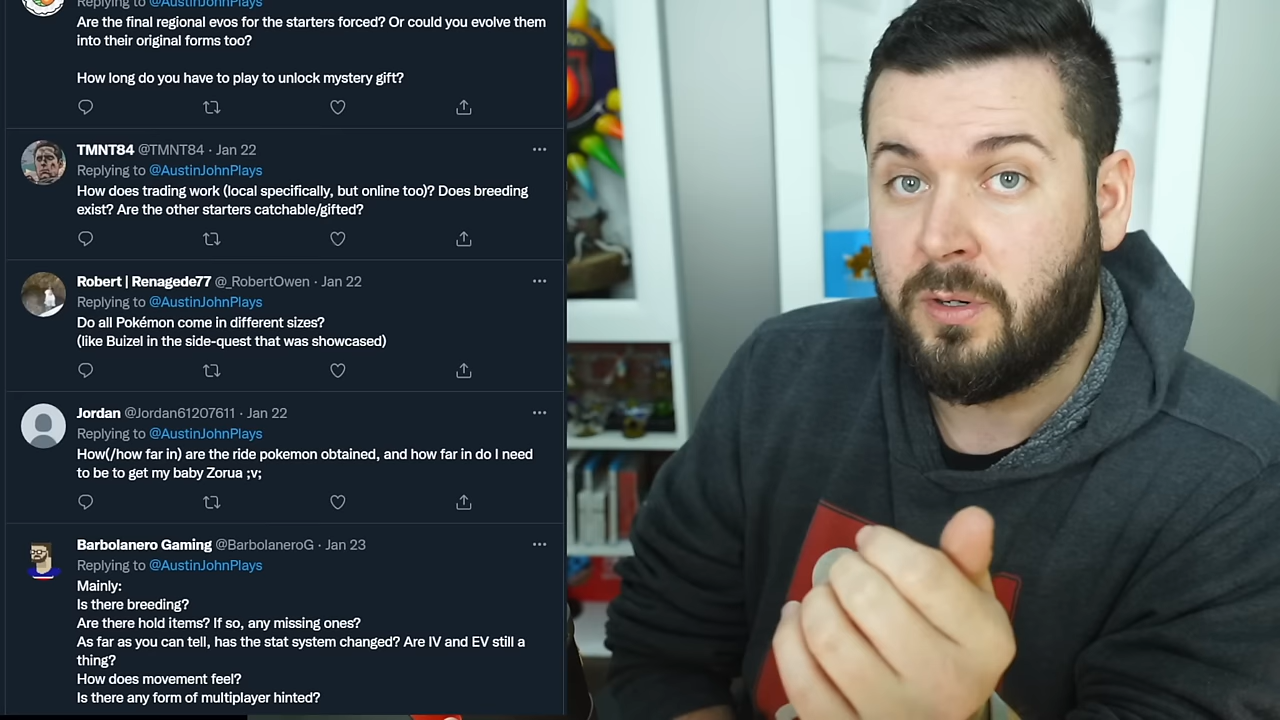 Replying to @AustinJohnPlays
Are the final regional evos for the starters forced? Or could you evolve them
into their original forms too?
How long do you have to play to unlock mystery gift?
TMNT84 @TMNT84 · Jan 22
Replying to @AustinJohnPlays
How does trading work (local specifically, but online too)? Does breeding
exist? Are the other starters catchable/gifted?
Robert | Renagede77 @_RobertOwen · Jan 22
Replying to @AustinJohnPlays
Do all Pokémon come in different sizes?
(like Buizel in the side-quest that was showcased)
Jordan @Jordan61207611 · Jan 22
Replying to @AustinJohnPlays
How(/how far in) are the ride pokemon obtained, and how far in do I need
to be to get my baby Zorua ;v;
Barbolanero Gaming @BarbolaneroG · Jan 23
Replying to @AustinJohnPlays
Mainly:
Is there breeding?
Are there hold items? If so, any missing ones?
As far as you can tell, has the stat system changed? Are IV and EV still a
thing?
How does movement feel?
Is there any form of multiplayer hinted?